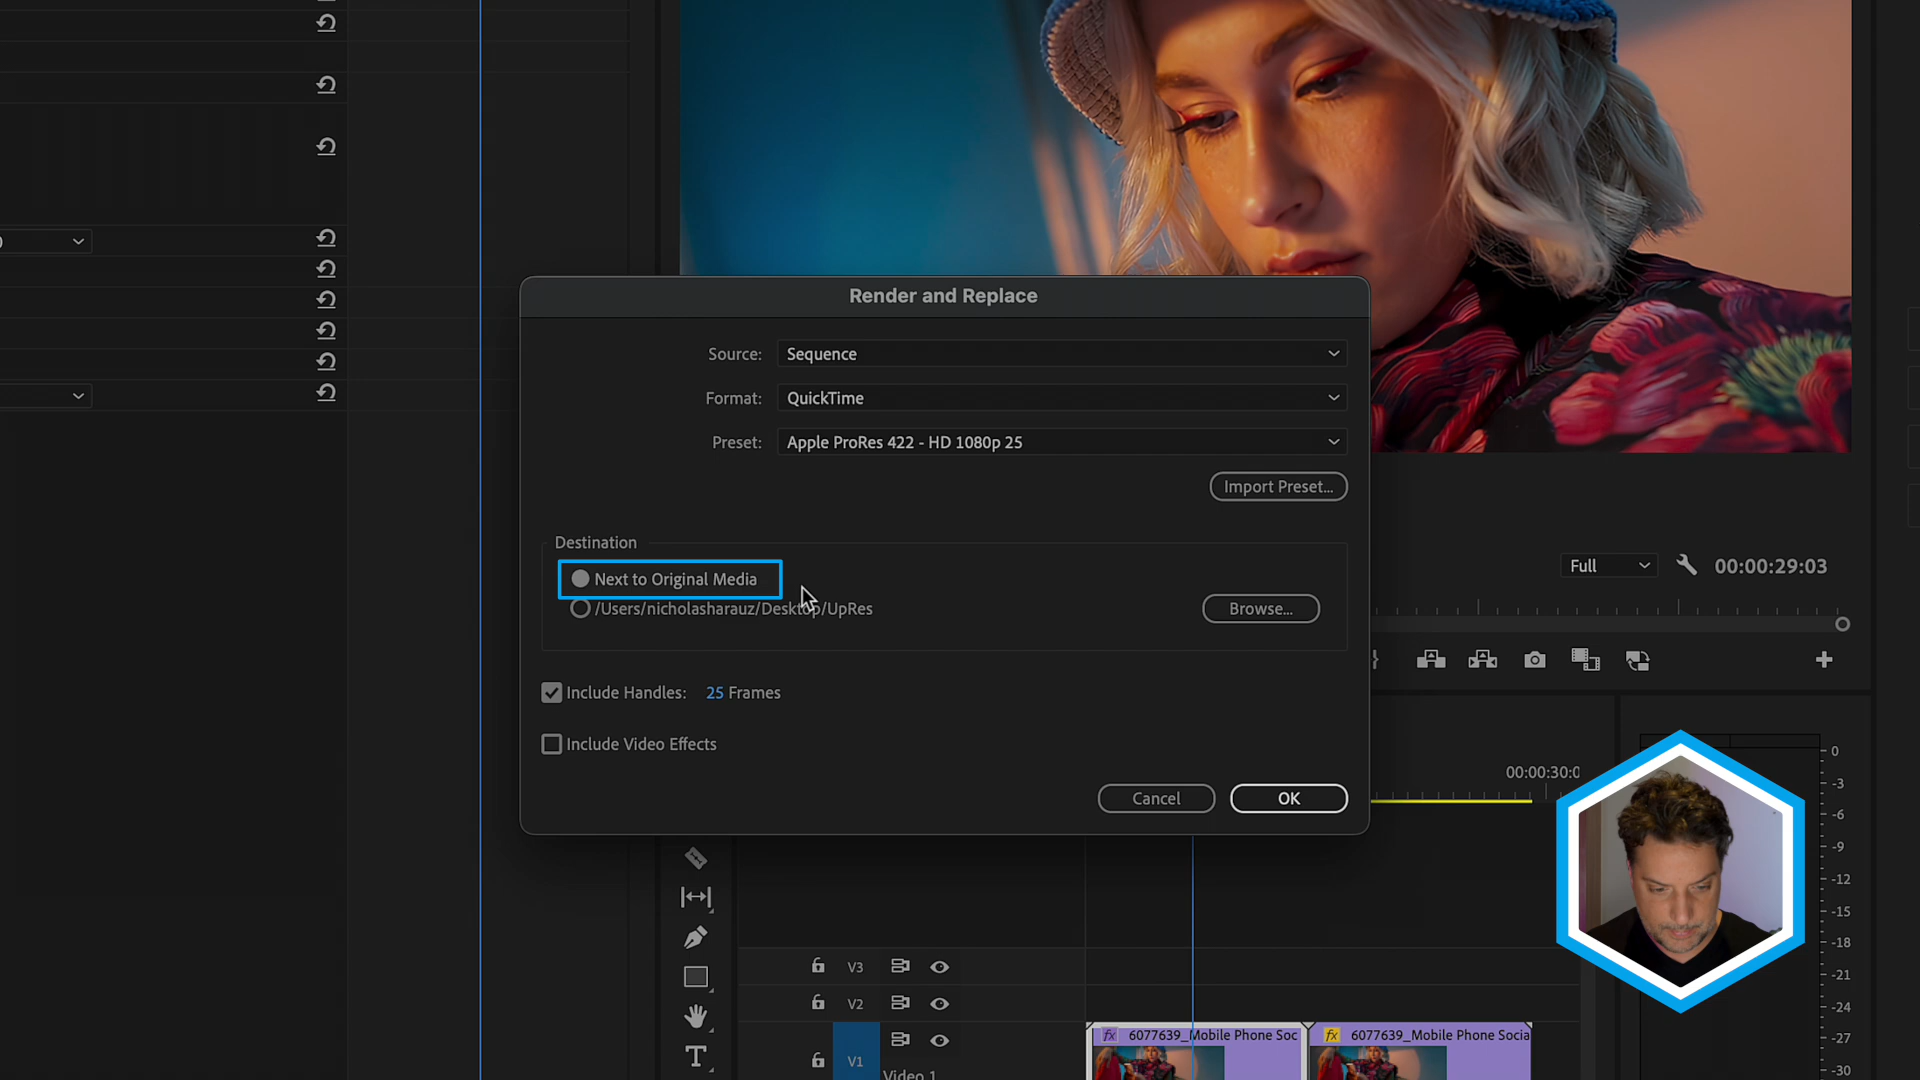 Render and Replace
Source: Sequence
Format: QuickTime
Preset: Apple ProRes 422 - HD 1080p 25
Import Preset...
Destination
Next to Original Media
/Users/nicholasharauz/Desktop/UpRes
Browse...
Include Handles: 25 Frames
Include Video Effects
Cancel
OK
Full
00:00:29:03
00:00:30:0
0
-3
-6
-9
-12
-15
-18
-21
-24
-27
-30
V3
V2
V1
Video 1
fx 6077639_Mobile Phone Soc
fx 6077639_Mobile Phone Socia